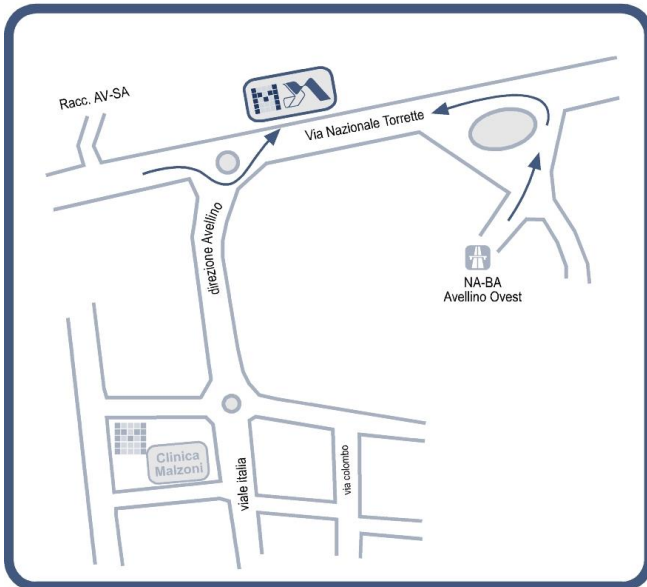 Racc. AV-SA
M
Via Nazionale Torrette
direzione Avellino
NA-BA
Avellino Ovest
Clinica
Malzoni
viale italia
via colombo